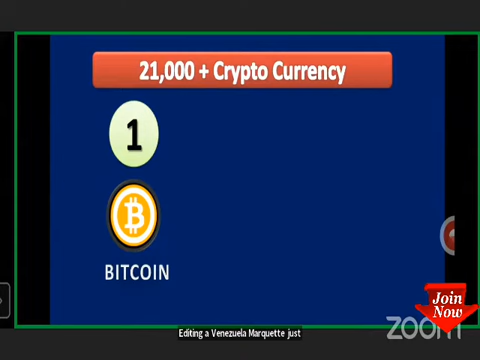 21,000 + Crypto Currency
1
BITCOIN
Join
Now
zoom
Editing a Venezuela Marquette just